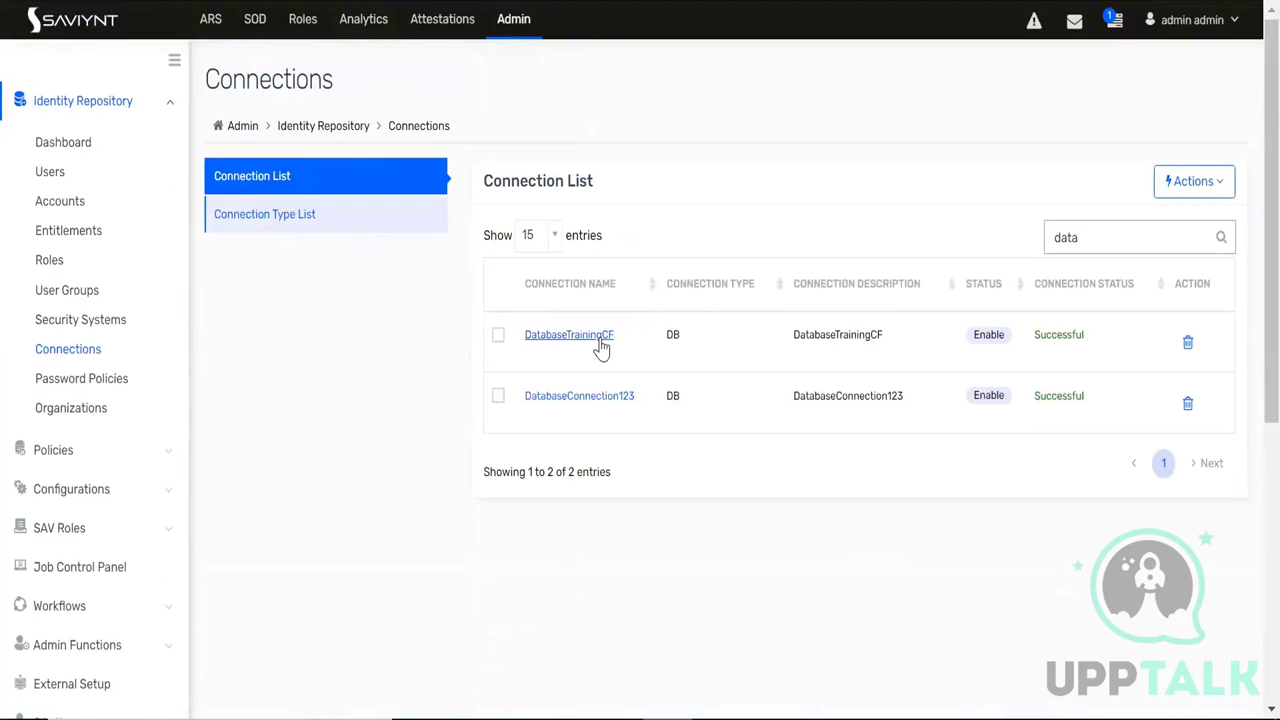 SAVIYNT
ARS SOD Roles Analytics Attestations Admin
1
admin admin
Identity Repository
Dashboard
Users
Accounts
Entitlements
Roles
User Groups
Security Systems
Connections
Password Policies
Organizations
Policies
Configurations
SAV Roles
Job Control Panel
Workflows
Admin Functions
External Setup
Connections
Admin > Identity Repository > Connections
Connection List
Connection Type List
Connection List
Actions
Show 15 entries
data
CONNECTION NAME CONNECTION TYPE CONNECTION DESCRIPTION STATUS CONNECTION STATUS ACTION
DatabaseTrainingCF DB DatabaseTrainingCF Enable Successful
DatabaseConnection123 DB DatabaseConnection123 Enable Successful
Showing 1 to 2 of 2 entries
1 Next
UPPTALK